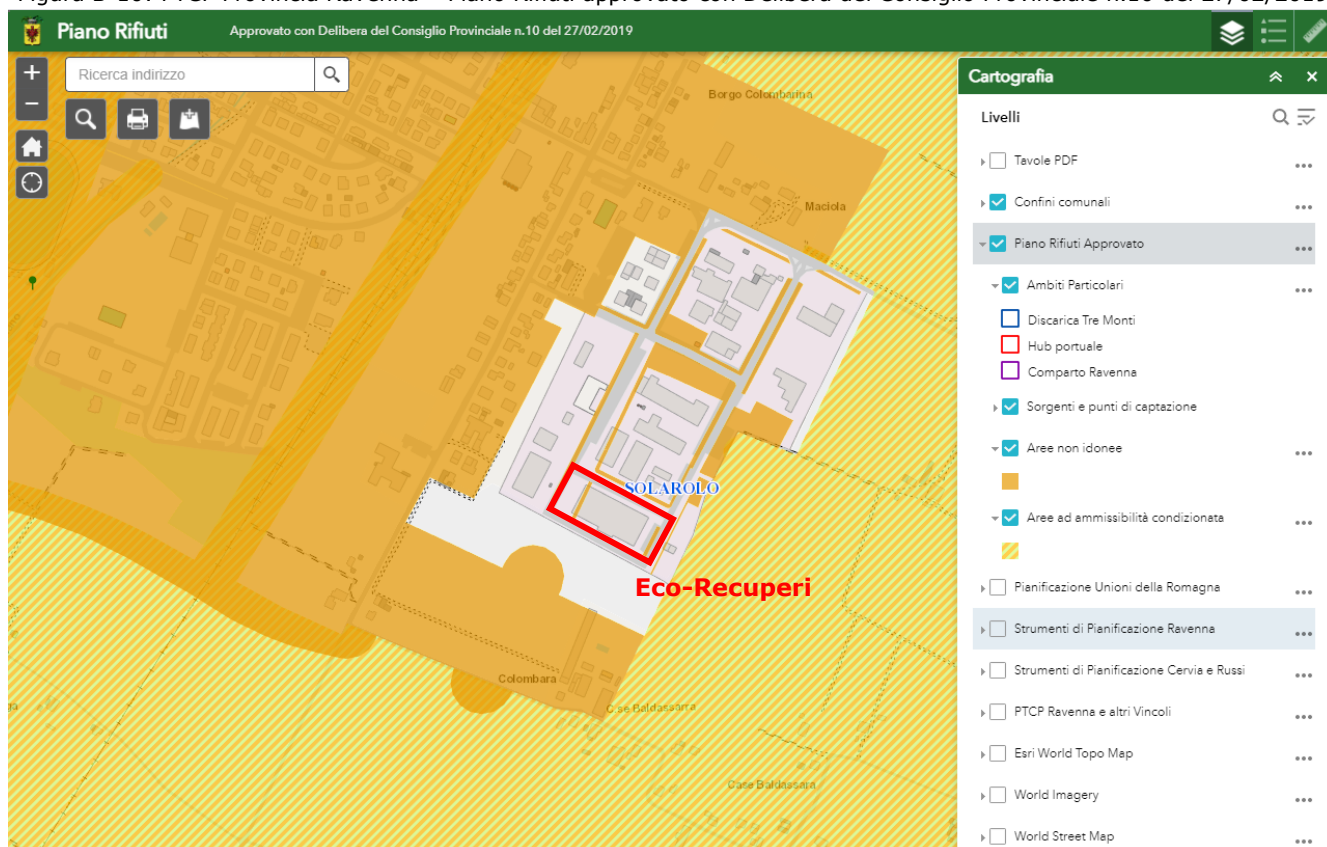 Piano Rifiuti
Approvato con Delibera del Consiglio Provinciale n.10 del 27/02/2019
+
Ricerca indirizzo
−
Borgo Colombarina
Maciola
SOLAROLO
Eco-Recuperi
Colombara
Case Baldassarra
Cartografia
Livelli
Tavole PDF
Confini comunali
Piano Rifiuti Approvato
Ambiti Particolari
Discarica Tre Monti
Hub portuale
Comparto Ravenna
Sorgenti e punti di captazione
Aree non idonee
Aree ad ammissibilità condizionata
Pianificazione Unioni della Romagna
Strumenti di Pianificazione Ravenna
Strumenti di Pianificazione Cervia e Russi
PTCP Ravenna e altri Vincoli
Esri World Topo Map
World Imagery
World Street Map